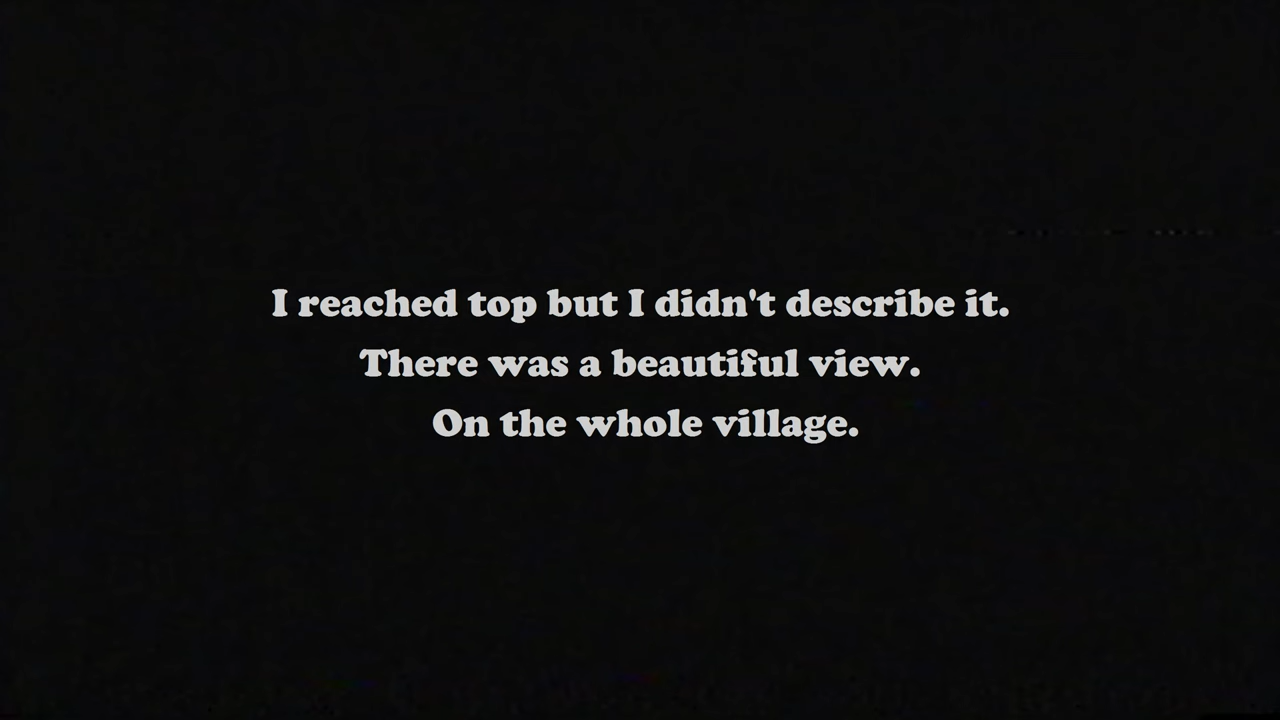 I reached top but I didn't describe it.
There was a beautiful view.
On the whole village.